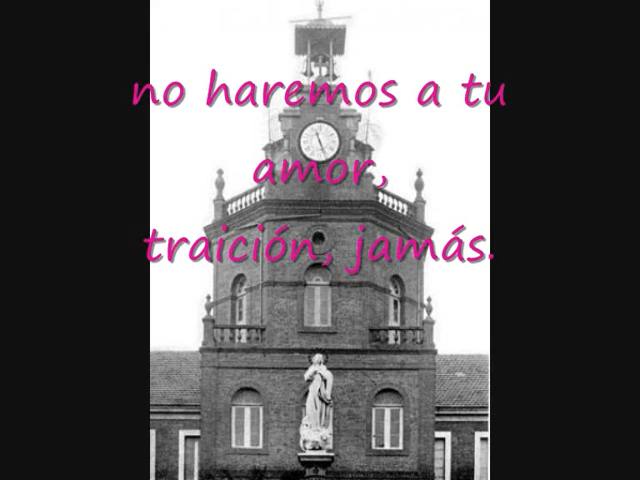 no haremos a tu
amor,
traición, jamás.